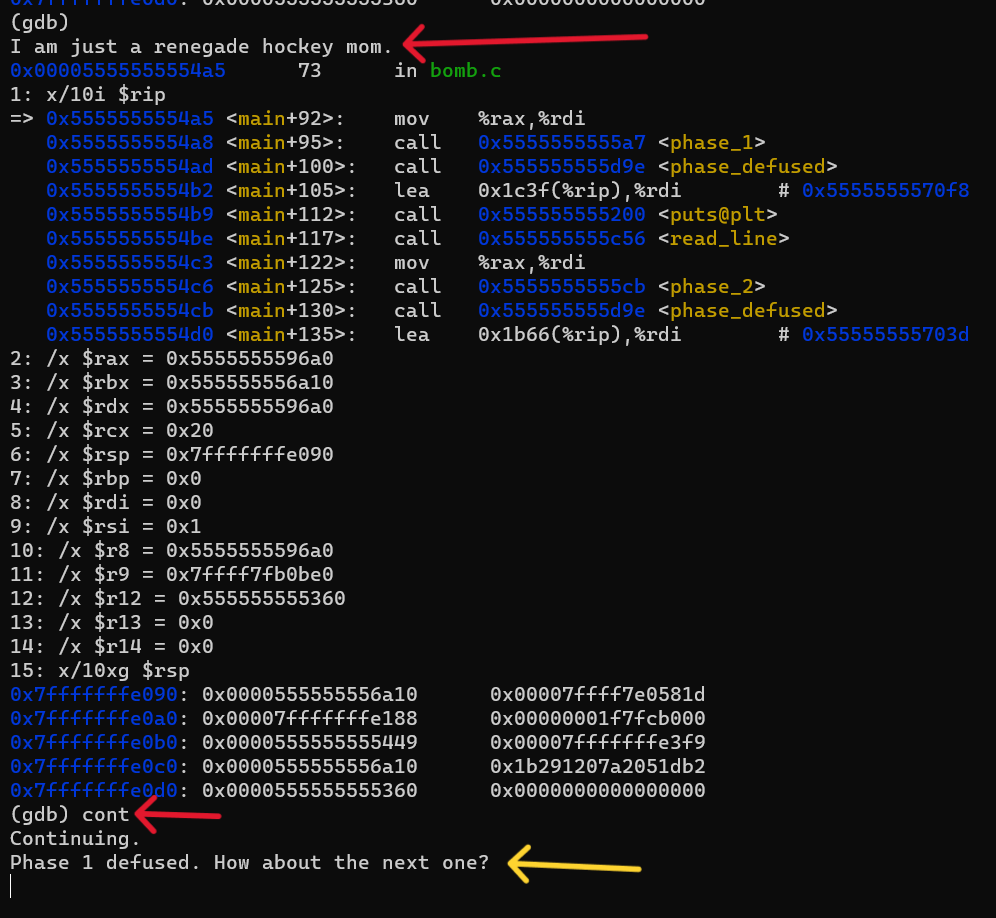 0x7fffffffe0d0: 0x0000555555555360      0x0000000000000000
(gdb)
I am just a renegade hockey mom.
0x00005555555554a5      73      in bomb.c
1: x/10i $rip
=> 0x5555555554a5 <main+92>:    mov    %rax,%rdi
   0x5555555554a8 <main+95>:    call   0x5555555555a7 <phase_1>
   0x5555555554ad <main+100>:   call   0x555555555d9e <phase_defused>
   0x5555555554b2 <main+105>:   lea    0x1c3f(%rip),%rdi        # 0x5555555570f8
   0x5555555554b9 <main+112>:   call   0x555555555200 <puts@plt>
   0x5555555554be <main+117>:   call   0x555555555c56 <read_line>
   0x5555555554c3 <main+122>:   mov    %rax,%rdi
   0x5555555554c6 <main+125>:   call   0x5555555555cb <phase_2>
   0x5555555554cb <main+130>:   call   0x555555555d9e <phase_defused>
   0x5555555554d0 <main+135>:   lea    0x1b66(%rip),%rdi        # 0x55555555703d
2: /x $rax = 0x5555555596a0
3: /x $rbx = 0x555555556a10
4: /x $rdx = 0x5555555596a0
5: /x $rcx = 0x20
6: /x $rsp = 0x7fffffffe090
7: /x $rbp = 0x0
8: /x $rdi = 0x0
9: /x $rsi = 0x1
10: /x $r8 = 0x5555555596a0
11: /x $r9 = 0x7ffff7fb0be0
12: /x $r12 = 0x555555555360
13: /x $r13 = 0x0
14: /x $r14 = 0x0
15: x/10xg $rsp
0x7fffffffe090: 0x0000555555556a10      0x00007ffff7e0581d
0x7fffffffe0a0: 0x00007fffffffe188      0x00000001f7fcb000
0x7fffffffe0b0: 0x0000555555555449      0x00007fffffffe3f9
0x7fffffffe0c0: 0x0000555555556a10      0x1b291207a2051db2
0x7fffffffe0d0: 0x0000555555555360      0x0000000000000000
(gdb) cont
Continuing.
Phase 1 defused. How about the next one?